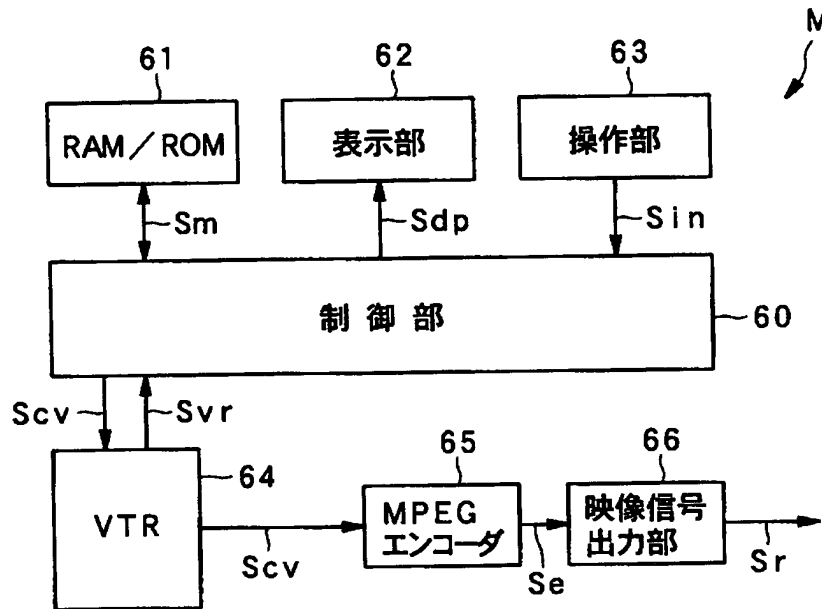 M
61
62
63
RAM／ROM
表示部
操作部
Sm
Sdp
Sin
制御部
60
Scv
Svr
64
65
66
VTR
MPEG
エンコーダ
映像信号
出力部
Scv
Se
Sr